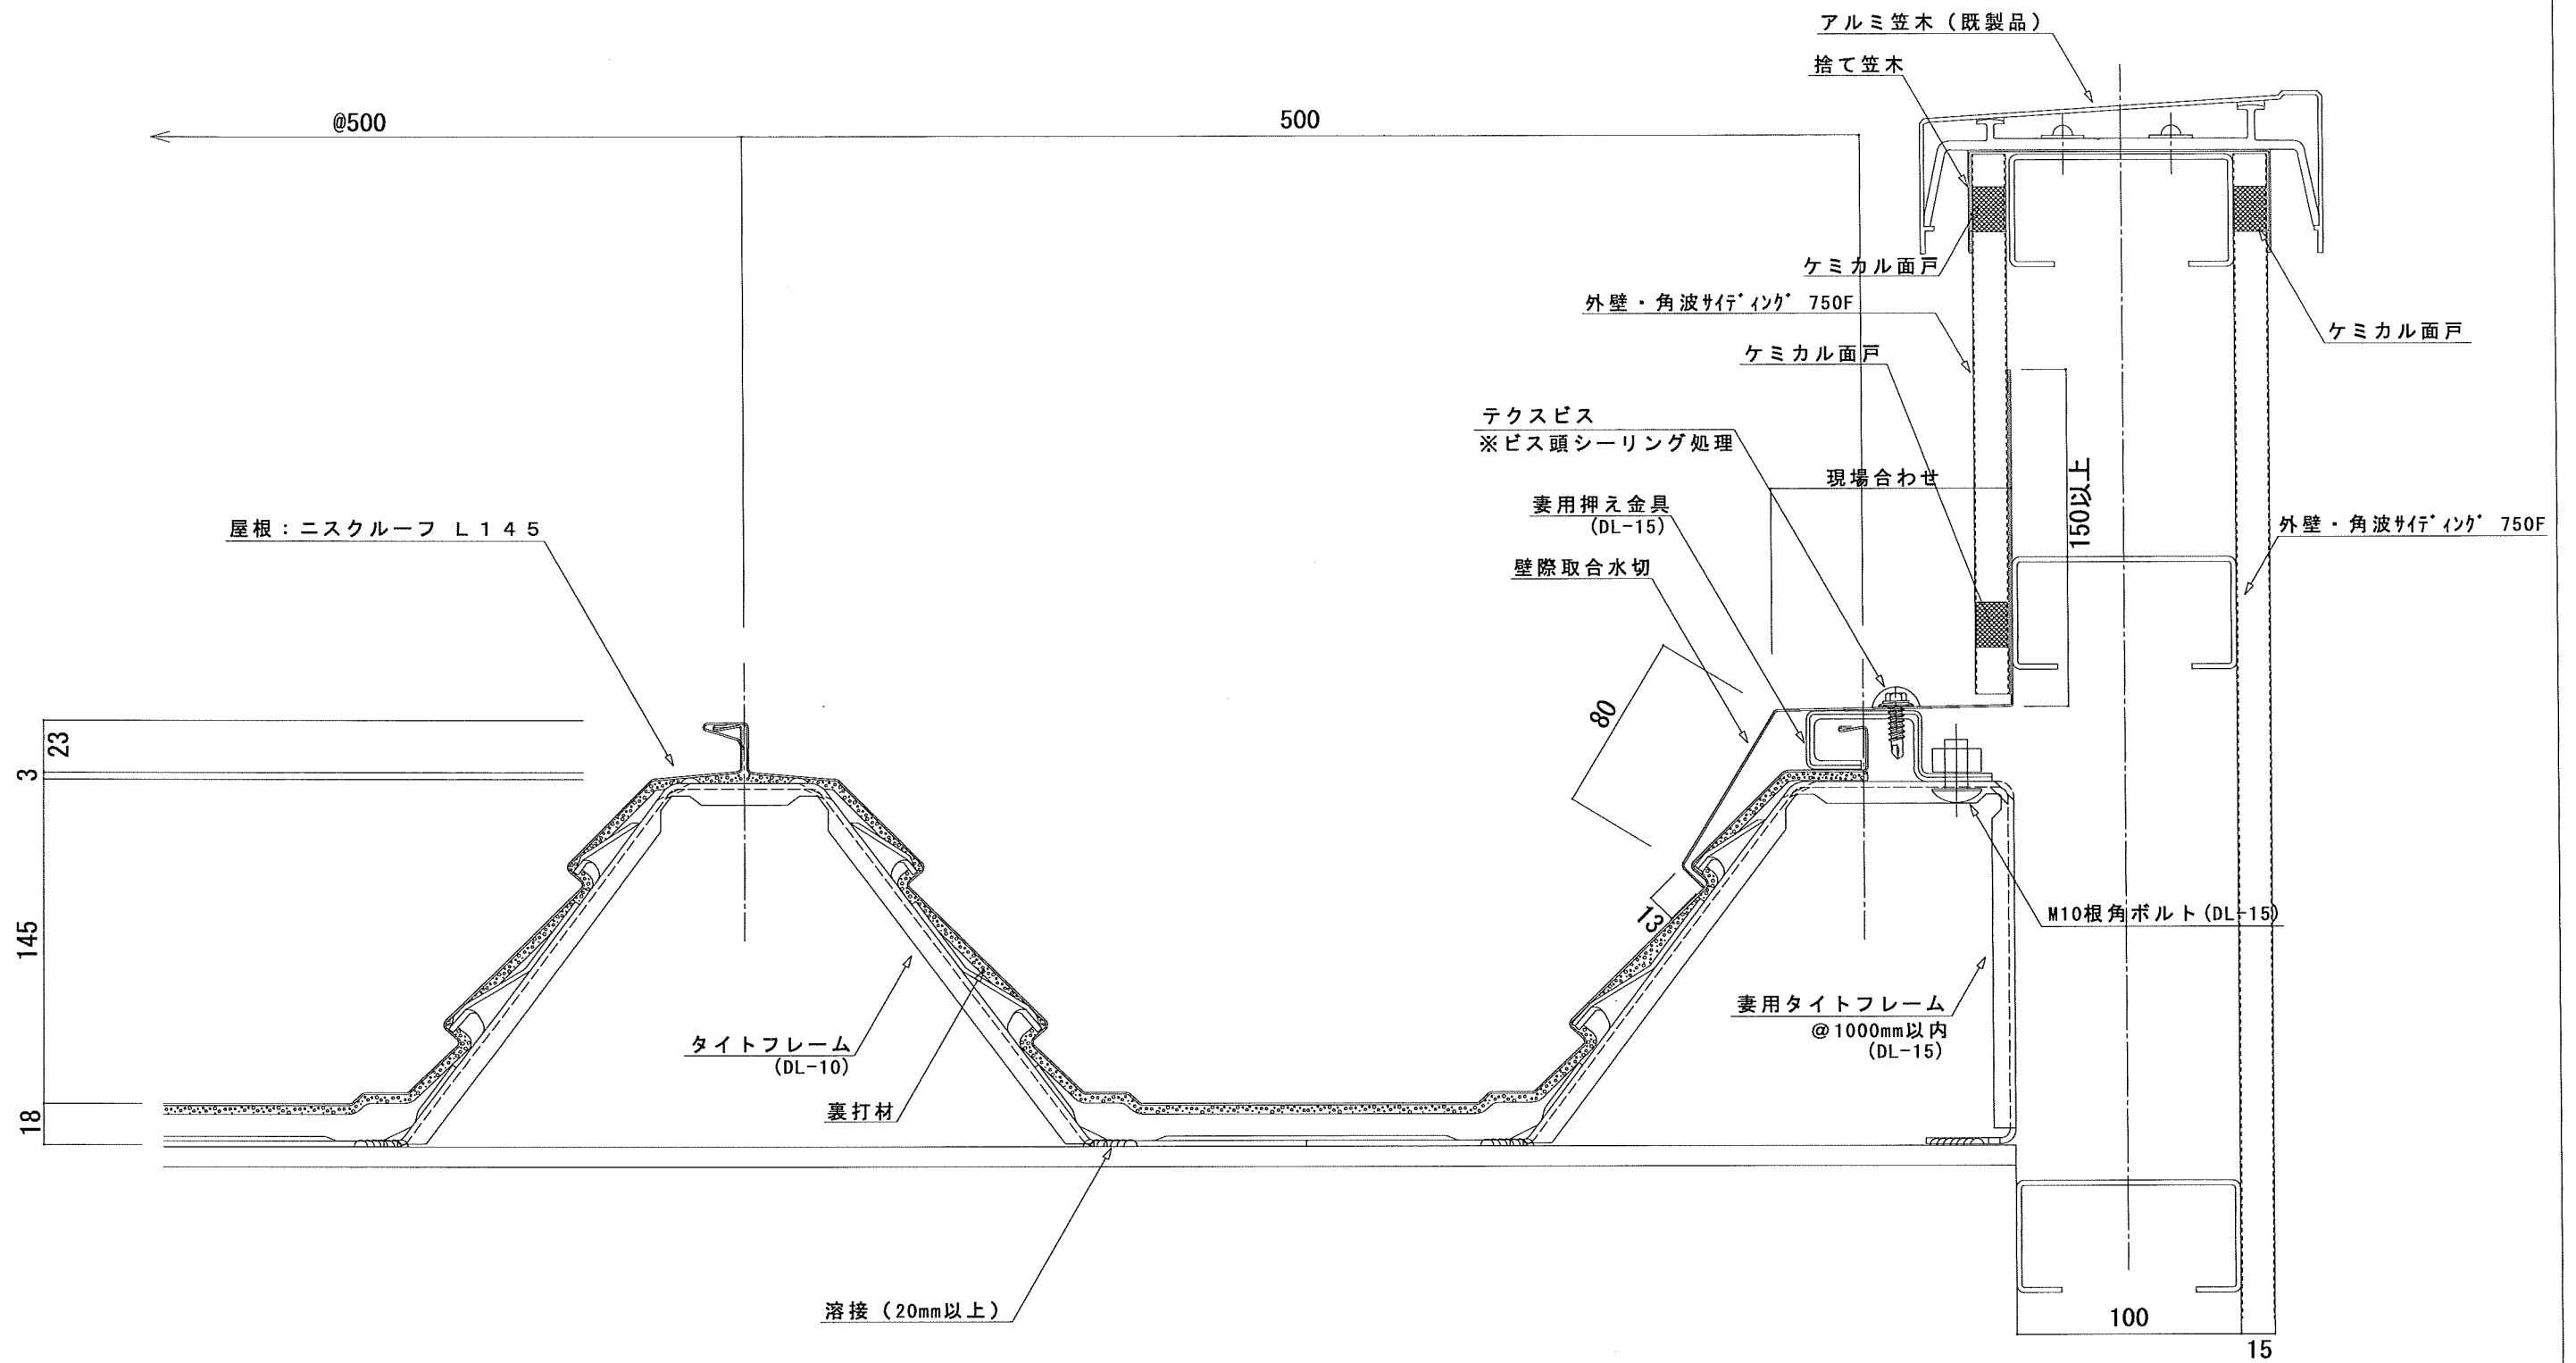 アルミ笠木（既製品）
捨て笠木
@500
500
ケミカル面戸
外壁・角波ｻｲﾃﾞｨﾝｸﾞ 750F
ケミカル面戸
ケミカル面戸
テクスビス
※ビス頭シーリング処理
現場合わせ
150以上
妻用押え金具
(DL-15)
屋根：ニスクルーフ Ｌ１４５
外壁・角波ｻｲﾃﾞｨﾝｸﾞ 750F
壁際取合水切
80
23
3
13
M10根角ボルト(DL-15)
145
妻用タイトフレーム
@1000mm以内
(DL-15)
タイトフレーム
(DL-10)
裏打材
18
溶接（20mm以上）
100
15